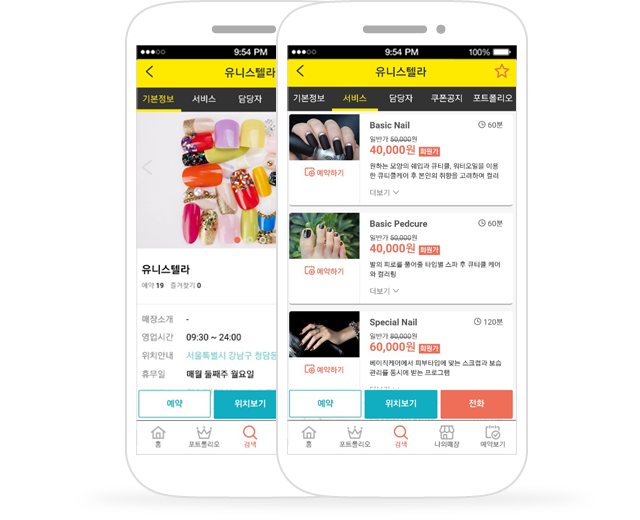 9:54 PM
유니스텔라
기본정보 서비스 담당자
유니스텔라
예약 19 즐겨찾기 0
매장소개 -
영업시간 09:30 ~ 24:00
위치안내 서울특별시 강남구 청담동
휴무일 매월 둘째주 월요일
예약 위치보기
홈 포트폴리오 검색
9:54 PM 100%
유니스텔라
기본정보 서비스 담당자 쿠폰공지 포트폴리오
Basic Nail 60분
일반가 50,000원
40,000원 회원가
원하는 모양의 쉐입과 큐티클, 워터오일을 이용
한 큐티클케어 후 본인의 취향을 고려하여 컬러
예약하기
더보기
Basic Pedcure 60분
일반가 50,000원
40,000원 회원가
발의 피로를 풀어줄 타입별 스파 후 큐티클 케어
와 컬러링
예약하기
더보기
Special Nail 120분
일반가 80,000원
60,000원 회원가
베이직케어에서 피부타입에 맞는 스크럽과 보습
관리를 동시에 받는 프로그램
예약하기
예약 위치보기 전화
홈 포트폴리오 검색 나의매장 예약보기